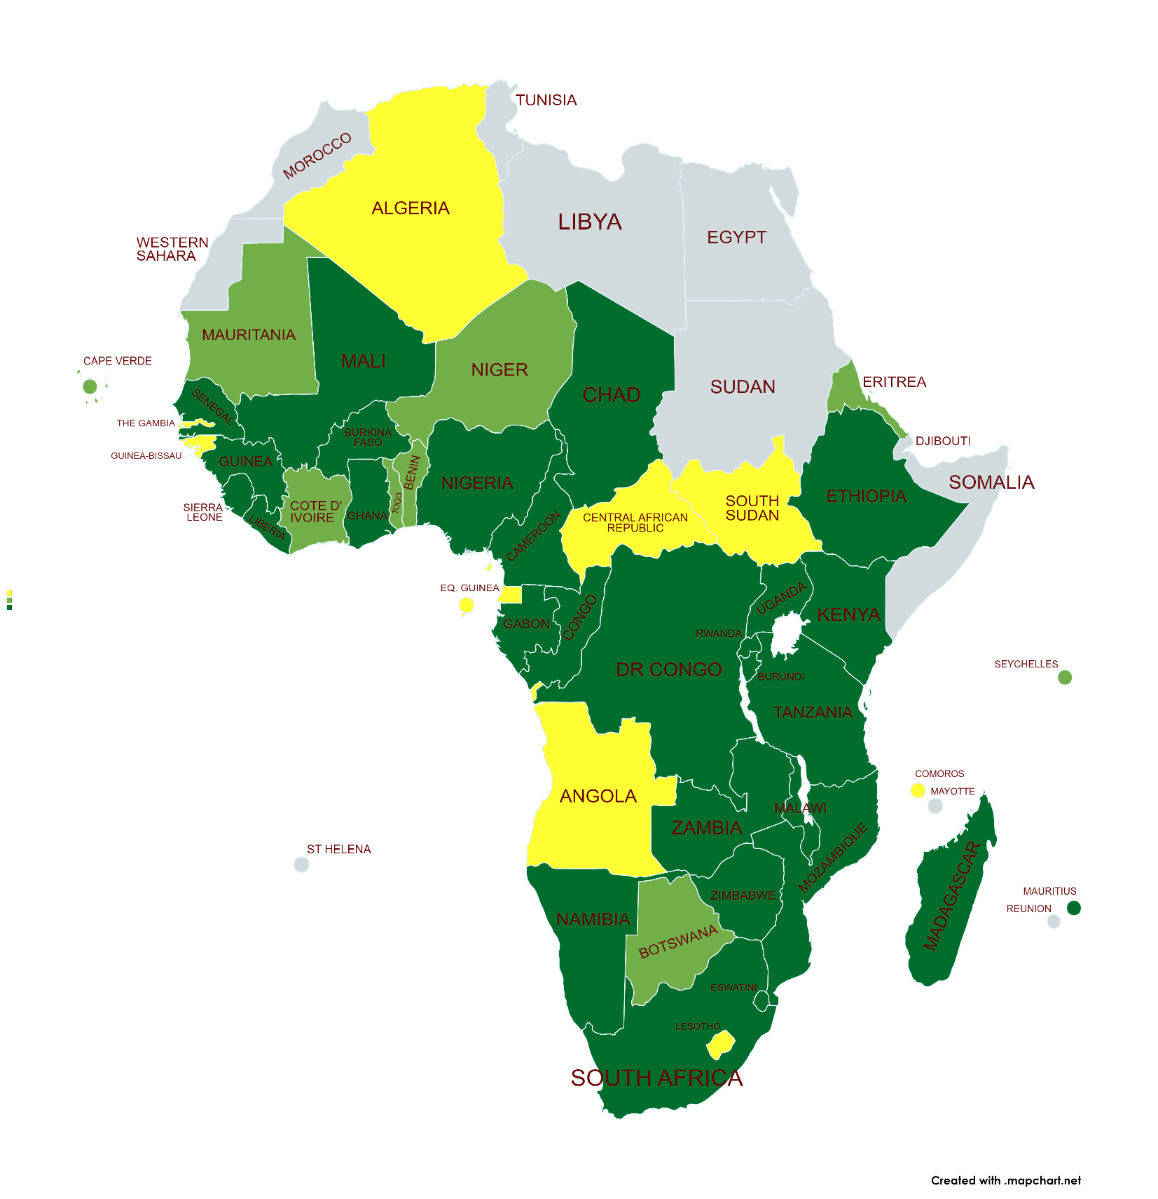 TUNISIA
MOROCCO
ALGERIA
LIBYA
EGYPT
WESTERN
SAHARA
MAURITANIA
CAPE VERDE
MALI
NIGER
CHAD
SUDAN
ERITREA
SENEGAL
THE GAMBIA
BURKINA
FASO
DJIBOUTI
GUINEA-BISSAU
GUINEA
BENIN
NIGERIA
SOMALIA
ETHIOPIA
SIERRA
LEONE
LIBERIA
COTE D'
IVOIRE
GHANA
TOGO
CAMEROON
CENTRAL AFRICAN
REPUBLIC
SOUTH
SUDAN
EQ. GUINEA
GABON
CONGO
UGANDA
KENYA
RWANDA
DR CONGO
BURUNDI
SEYCHELLES
TANZANIA
COMOROS
MAYOTTE
ANGOLA
MALAWI
ZAMBIA
ST HELENA
MOZAMBIQUE
MADAGASCAR
ZIMBABWE
MAURITIUS
REUNION
NAMIBIA
BOTSWANA
ESWATINI
LESOTHO
SOUTH AFRICA
Created with .mapchart.net